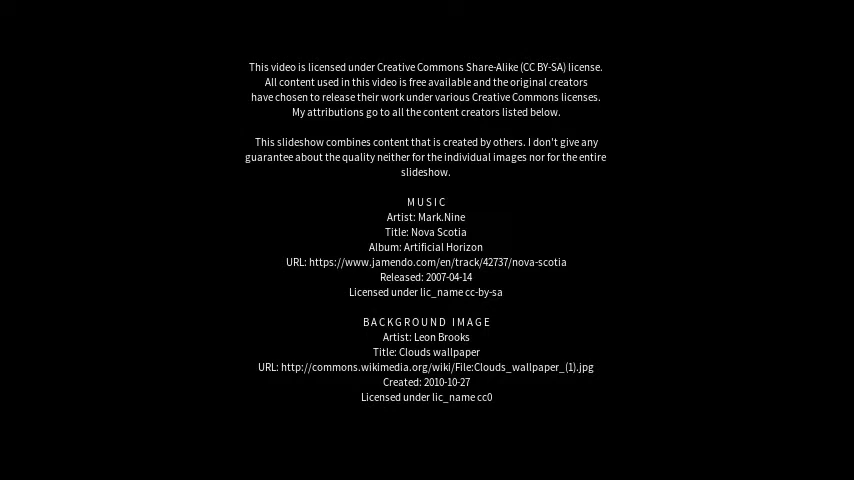 This video is licensed under Creative Commons Share-Alike (CC BY-SA) license.
All content used in this video is free available and the original creators
have chosen to release their work under various Creative Commons licenses.
My attributions go to all the content creators listed below.
This slideshow combines content that is created by others. I don't give any
guarantee about the quality neither for the individual images nor for the entire
slideshow.
MUSIC
Artist: Mark.Nine
Title: Nova Scotia
Album: Artificial Horizon
URL: https://www.jamendo.com/en/track/42737/nova-scotia
Released: 2007-04-14
Licensed under lic_name cc-by-sa
BACKGROUND IMAGE
Artist: Leon Brooks
Title: Clouds wallpaper
URL: http://commons.wikimedia.org/wiki/File:Clouds_wallpaper_(1).jpg
Created: 2010-10-27
Licensed under lic_name cc0